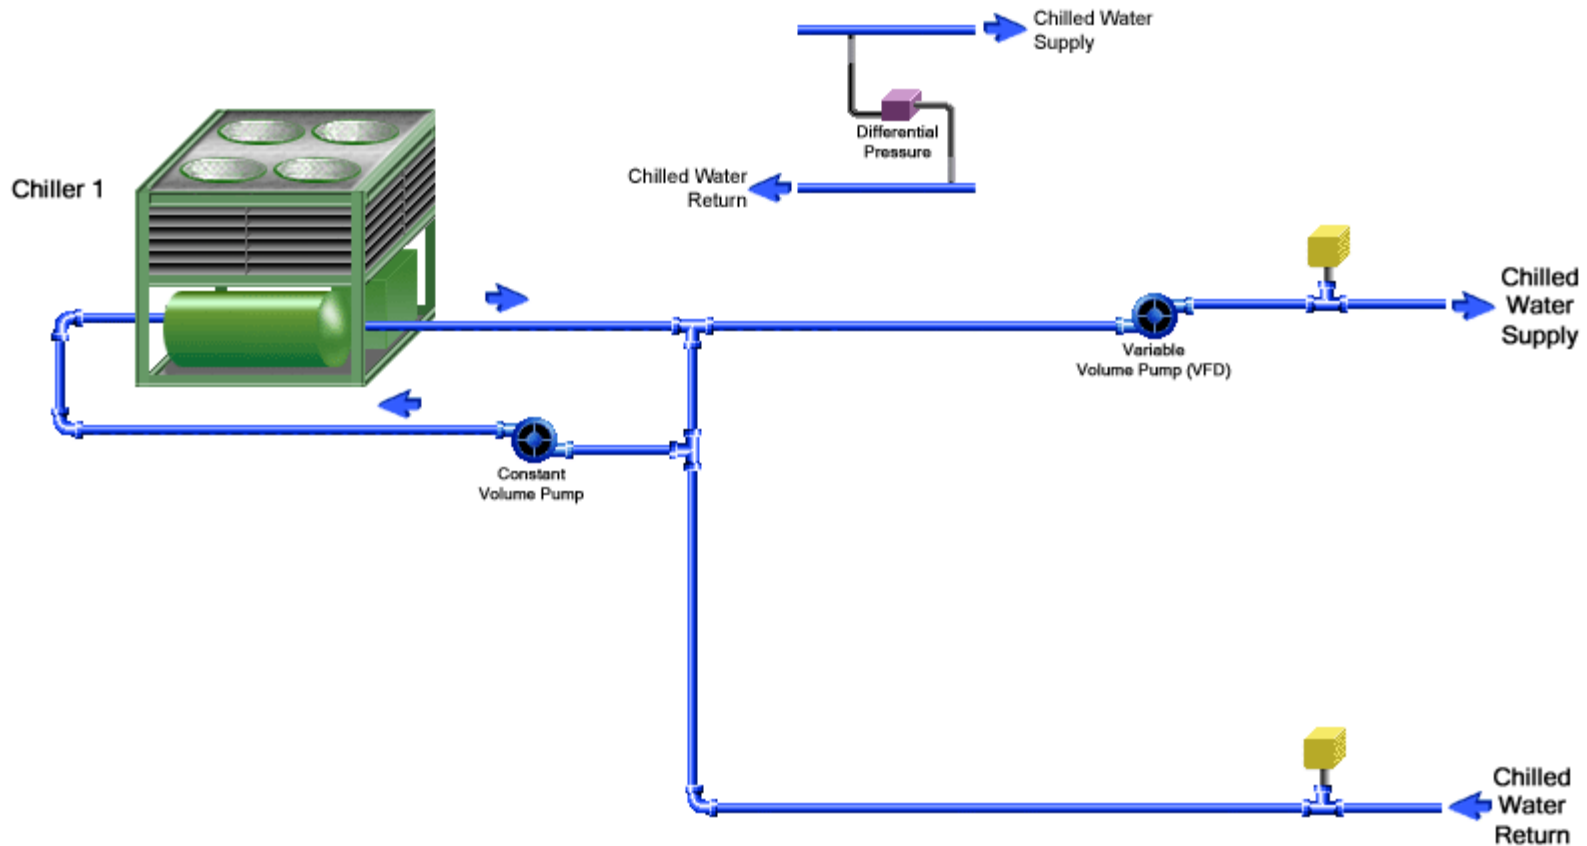 Chilled Water
Supply
Differential
Pressure
Chiller 1
Chilled Water
Return
Chilled
Water
Supply
Variable
Volume Pump (VFD)
Constant
Volume Pump
Chilled
Water
Return